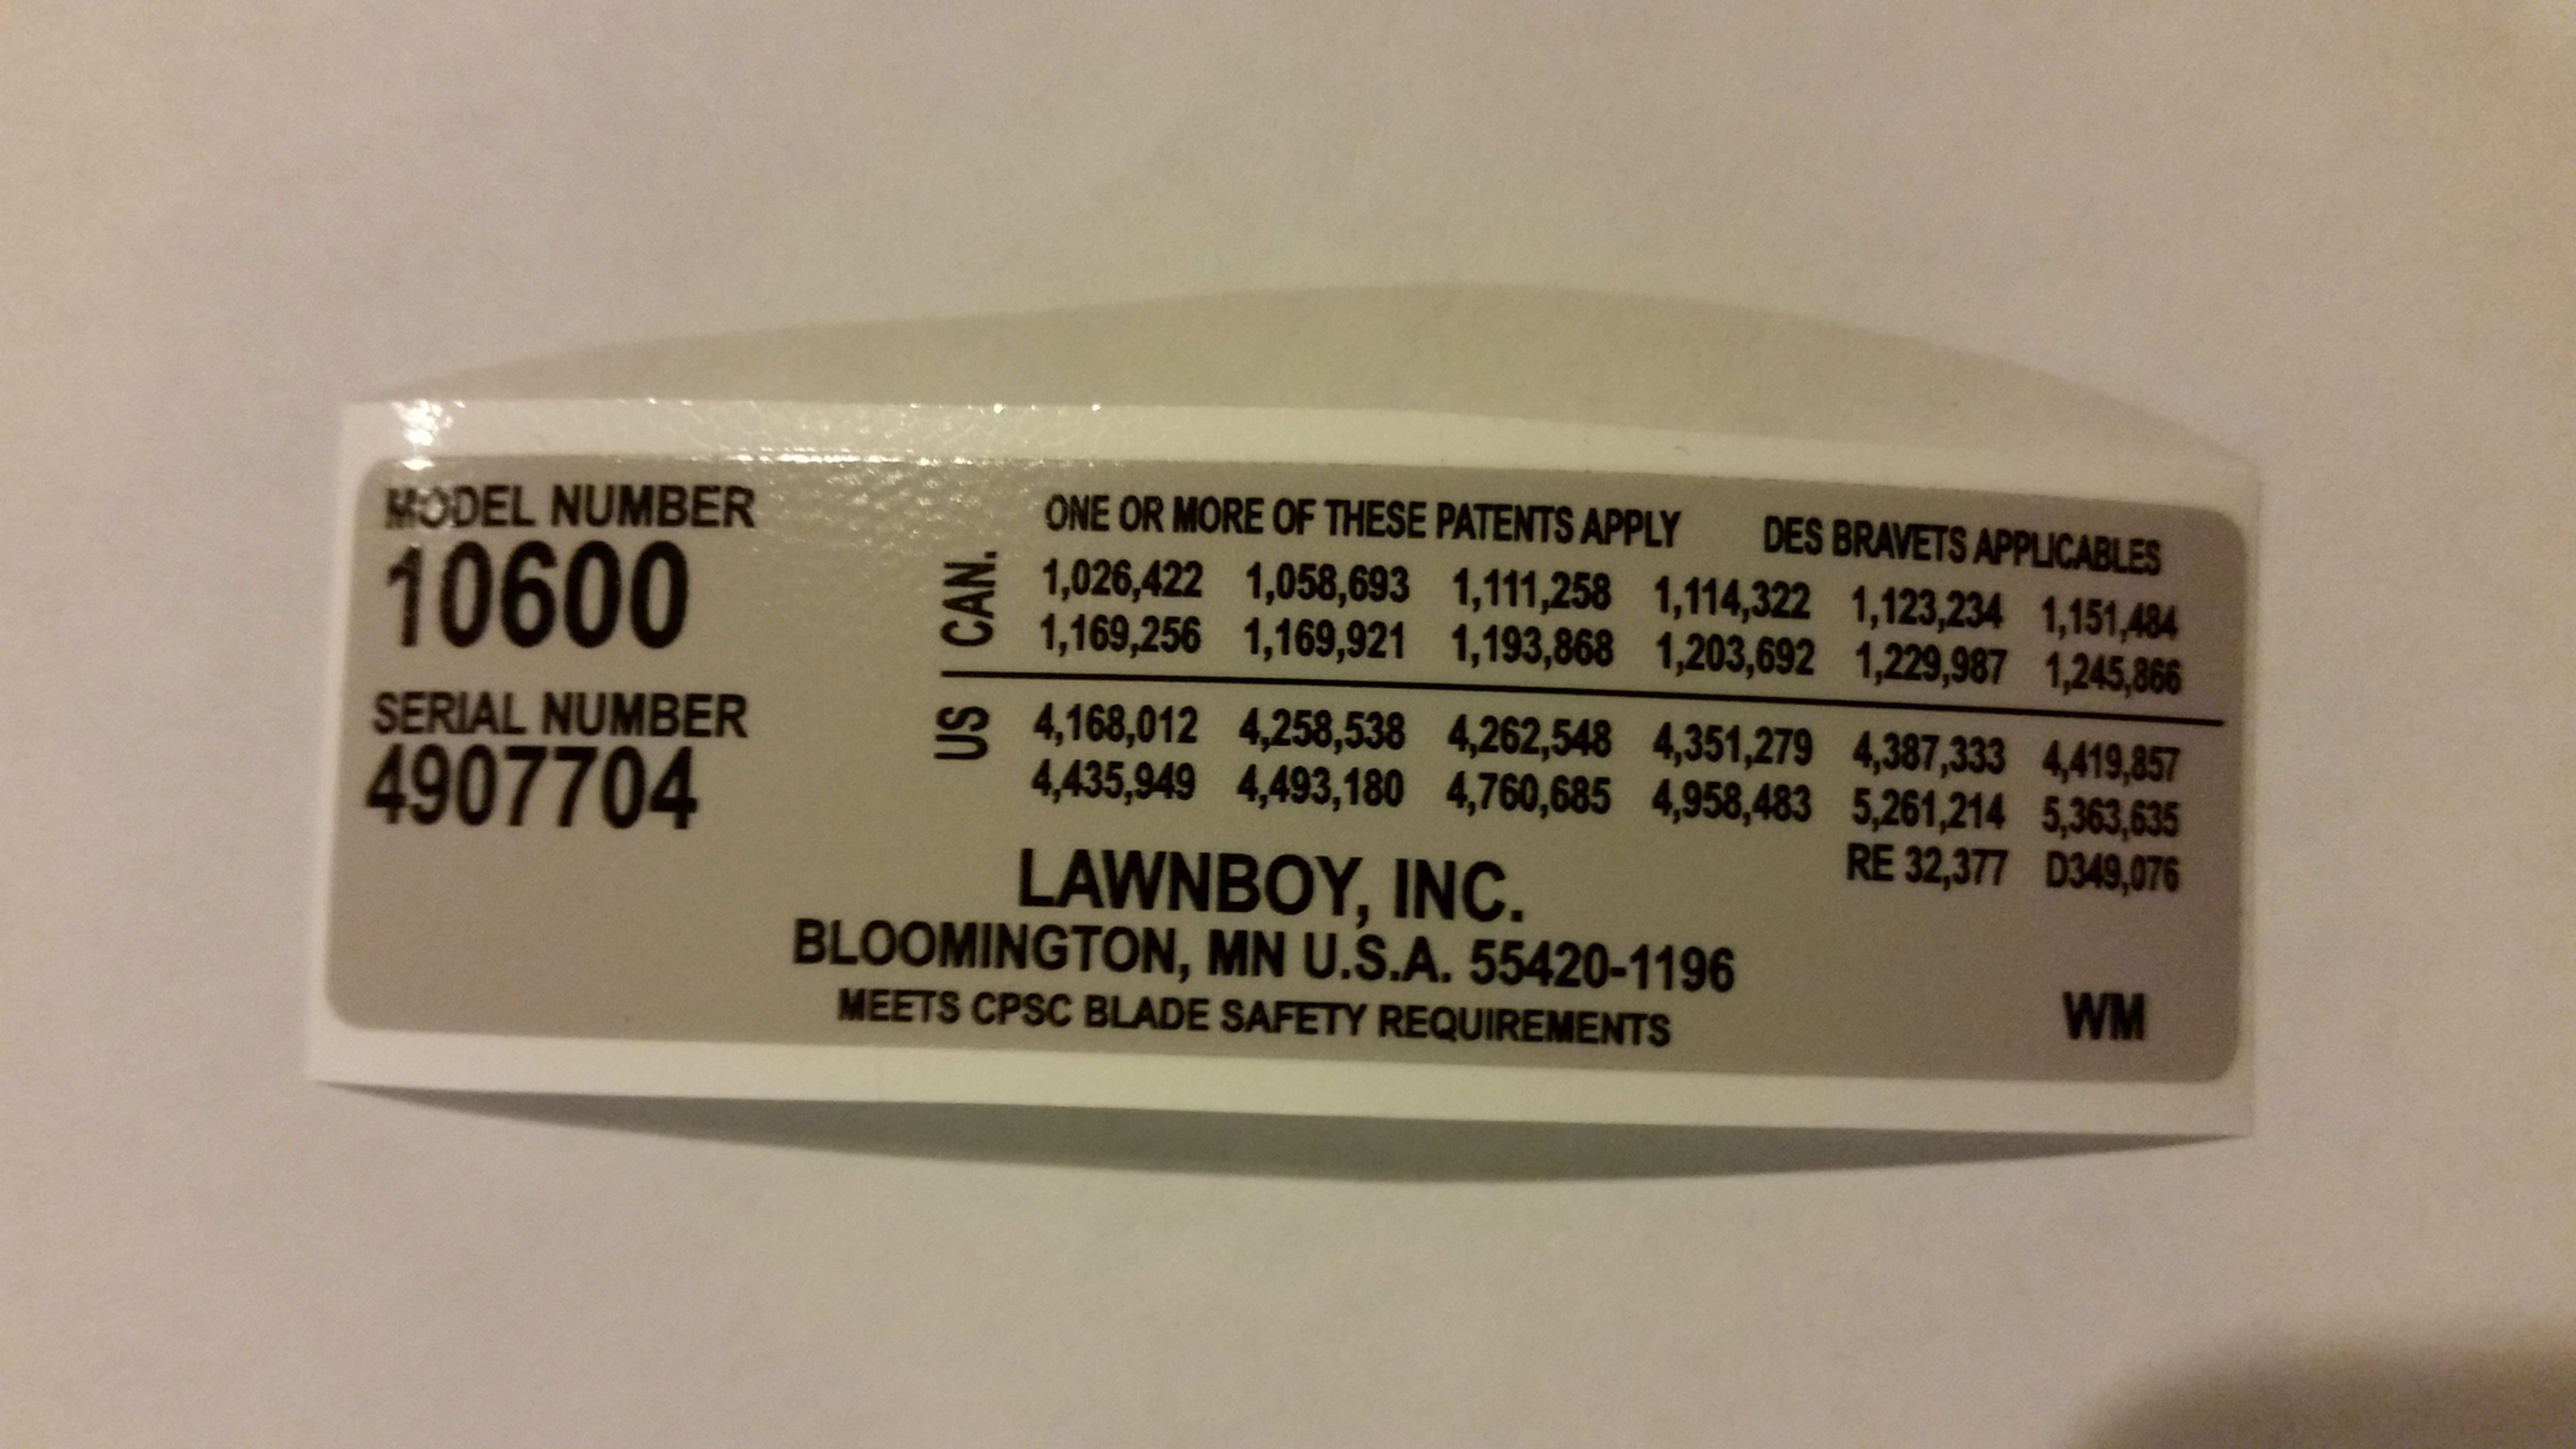 MODEL NUMBER
10600
SERIAL NUMBER
4907704
ONE OR MORE OF THESE PATENTS APPLY DES BRAVETS APPLICABLES
CAN.
1,026,422 1,058,693 1,111,258 1,114,322 1,123,234 1,151,484
1,169,256 1,169,921 1,193,868 1,203,692 1,229,987 1,245,866
US
4,168,012 4,258,538 4,262,548 4,351,279 4,387,333 4,419,857
4,435,949 4,493,180 4,760,685 4,958,483 5,261,214 5,363,635
RE 32,377 D349,076
LAWNBOY, INC.
BLOOMINGTON, MN U.S.A. 55420-1196
MEETS CPSC BLADE SAFETY REQUIREMENTS
WM